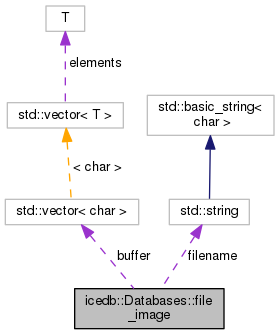 T
elements
std::vector< T >
std::basic_string<
char >
< char >
std::vector< char >
std::string
buffer
filename
icedb::Databases::file
_image